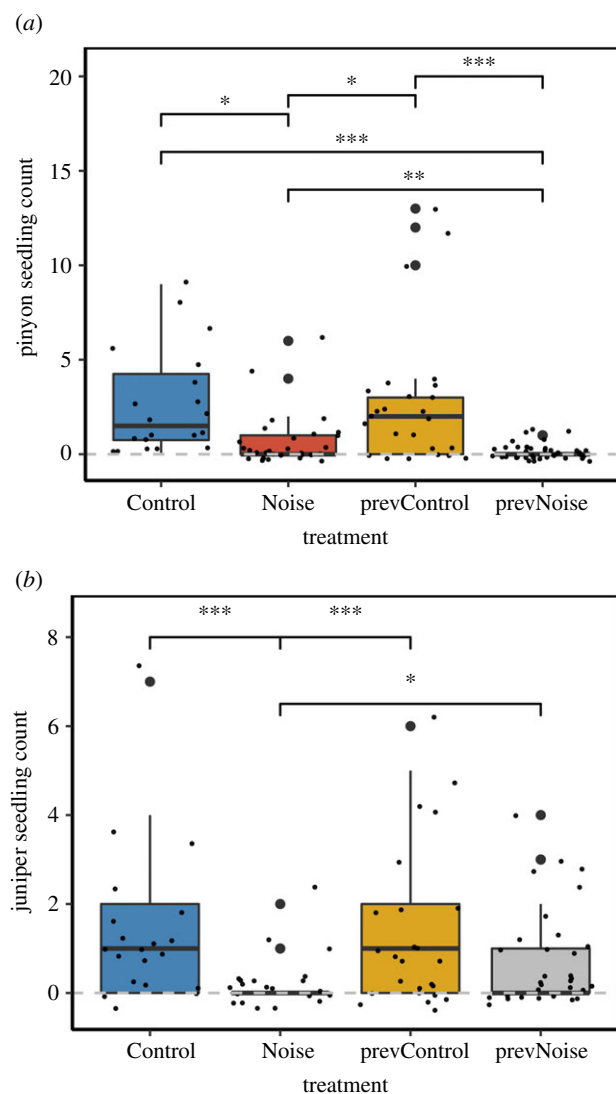 (a)
20
15
10
5
0
pinyon seedling count
* * ***
***
**
Control Noise prevControl prevNoise
treatment
(b)
8
6
4
2
0
juniper seedling count
*** ***
*
Control Noise prevControl prevNoise
treatment